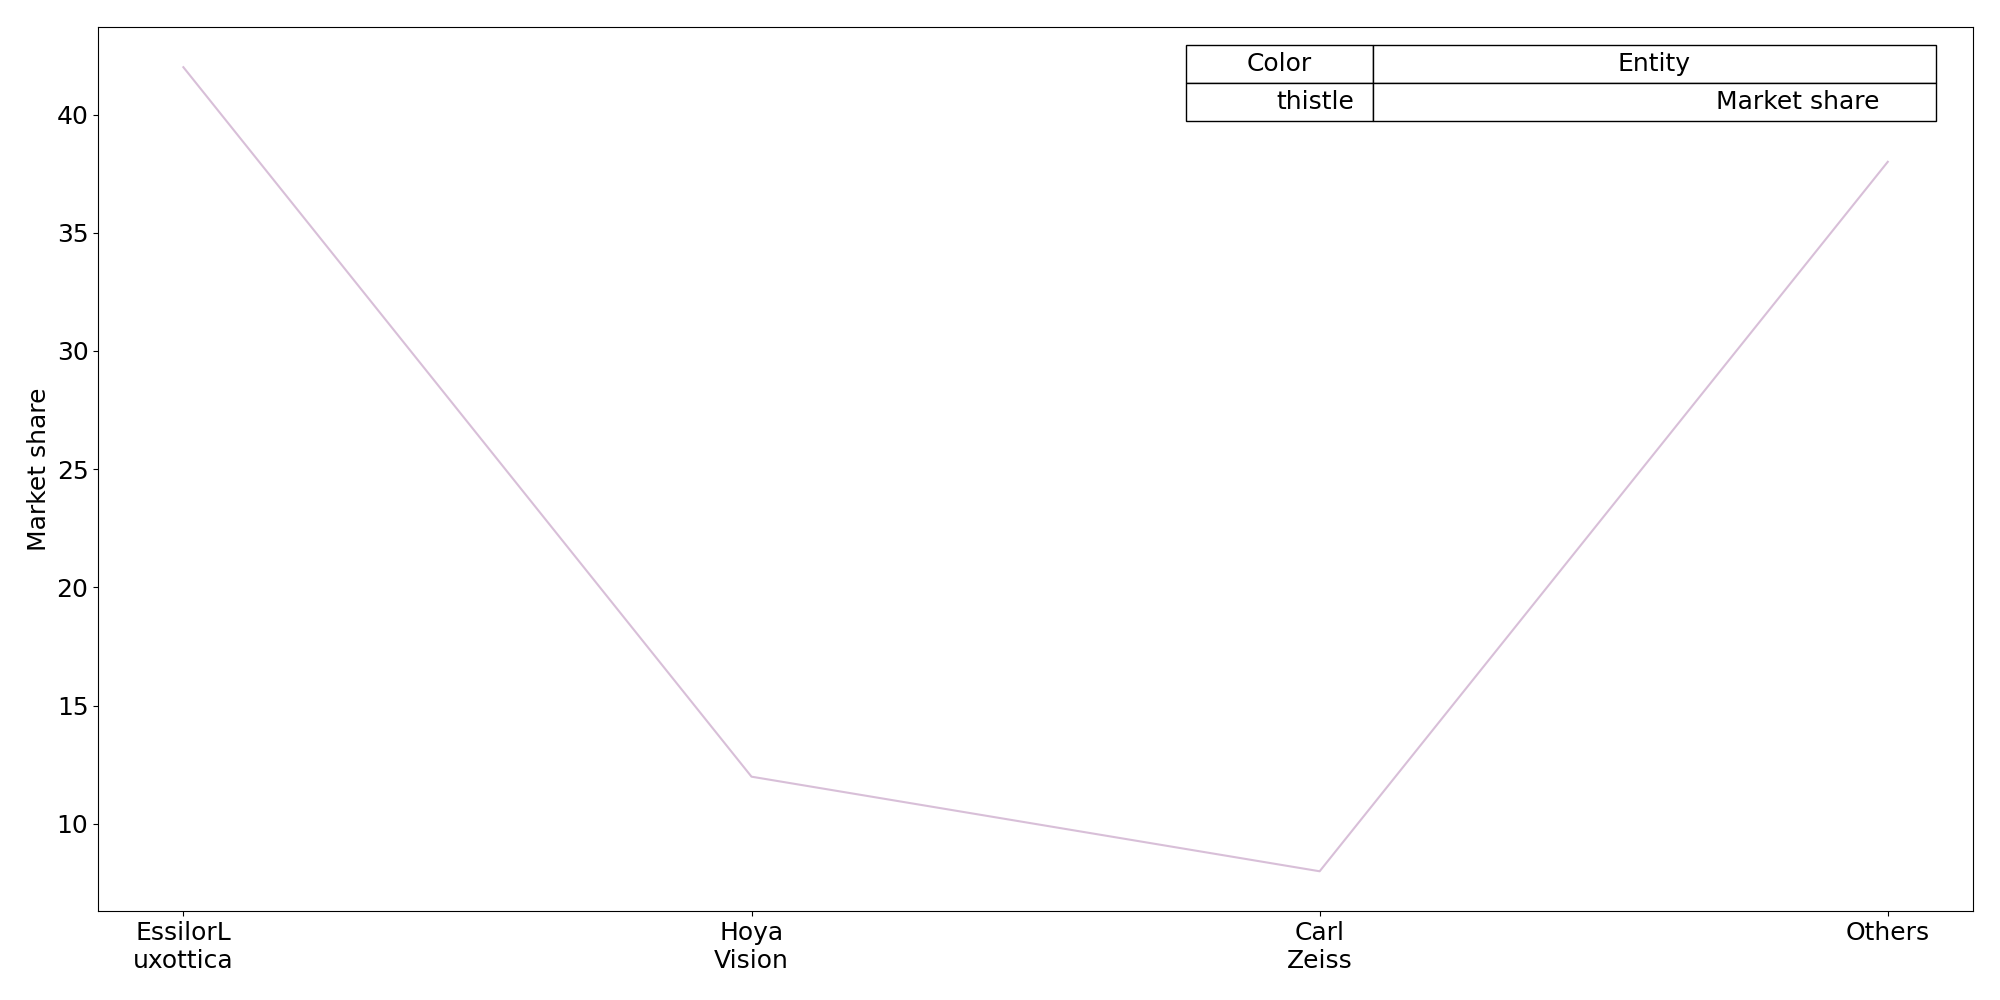 Color Entity
thistle Market share
40
35
30
25
20
15
10
Market share
EssilorL
uxottica
Hoya
Vision
Carl
Zeiss
Others